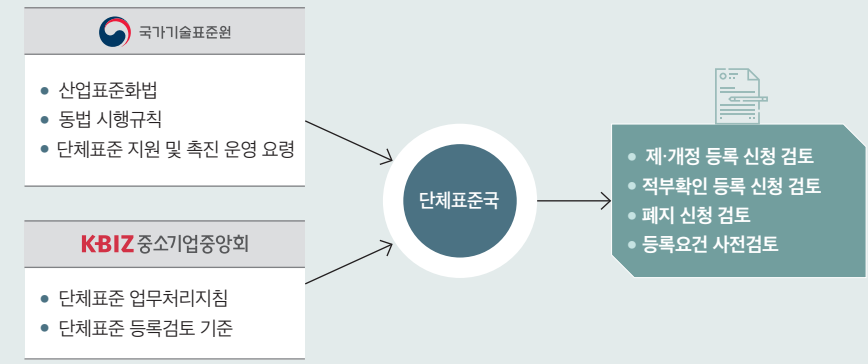 국가기술표준원
• 산업표준화법
• 동법 시행규칙
• 단체표준 지원 및 촉진 운영 요령
KBIZ 중소기업중앙회
• 단체표준 업무처리지침
• 단체표준 등록검토 기준
단체표준국
• 제·개정 등록 신청 검토
• 적부확인 등록 신청 검토
• 폐지 신청 검토
• 등록요건 사전검토